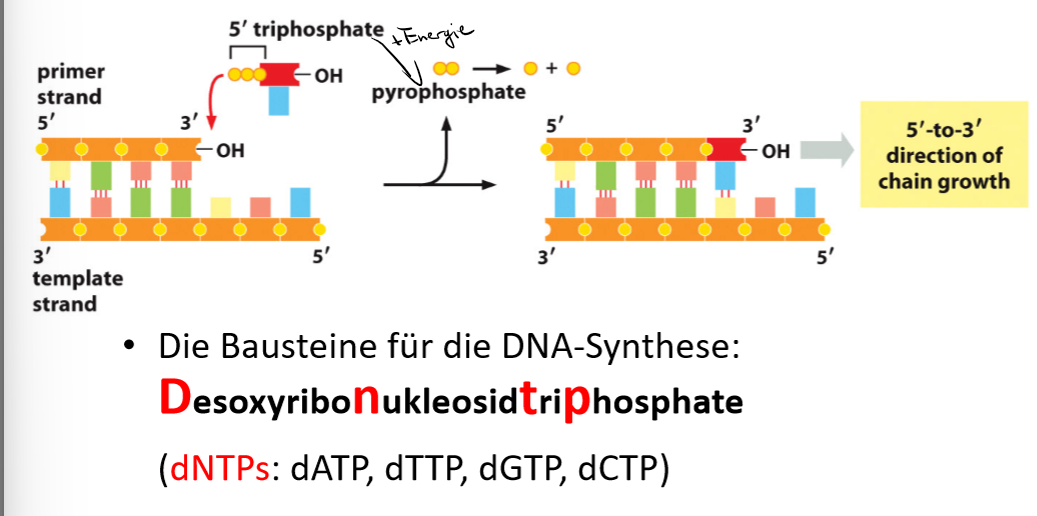 5′ triphosphate
+Energie
primer
strand
OH
pyrophosphate
+
5′
3′
OH
3′
5′
template
strand
5′
3′
OH
3′
5′
5′-to-3′
direction of
chain growth
• Die Bausteine für die DNA-Synthese:
Desoxyribonukleosidtriphosphate
(dNTPs: dATP, dTTP, dGTP, dCTP)